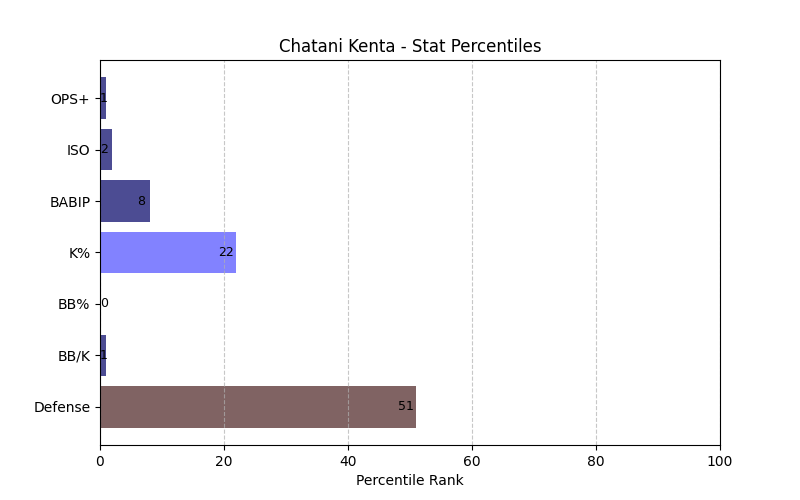 Chatani Kenta - Stat Percentiles
OPS+ 1
ISO 2
BABIP 8
K% 22
BB% 0
BB/K 1
Defense 51
0 20 40 60 80 100
Percentile Rank